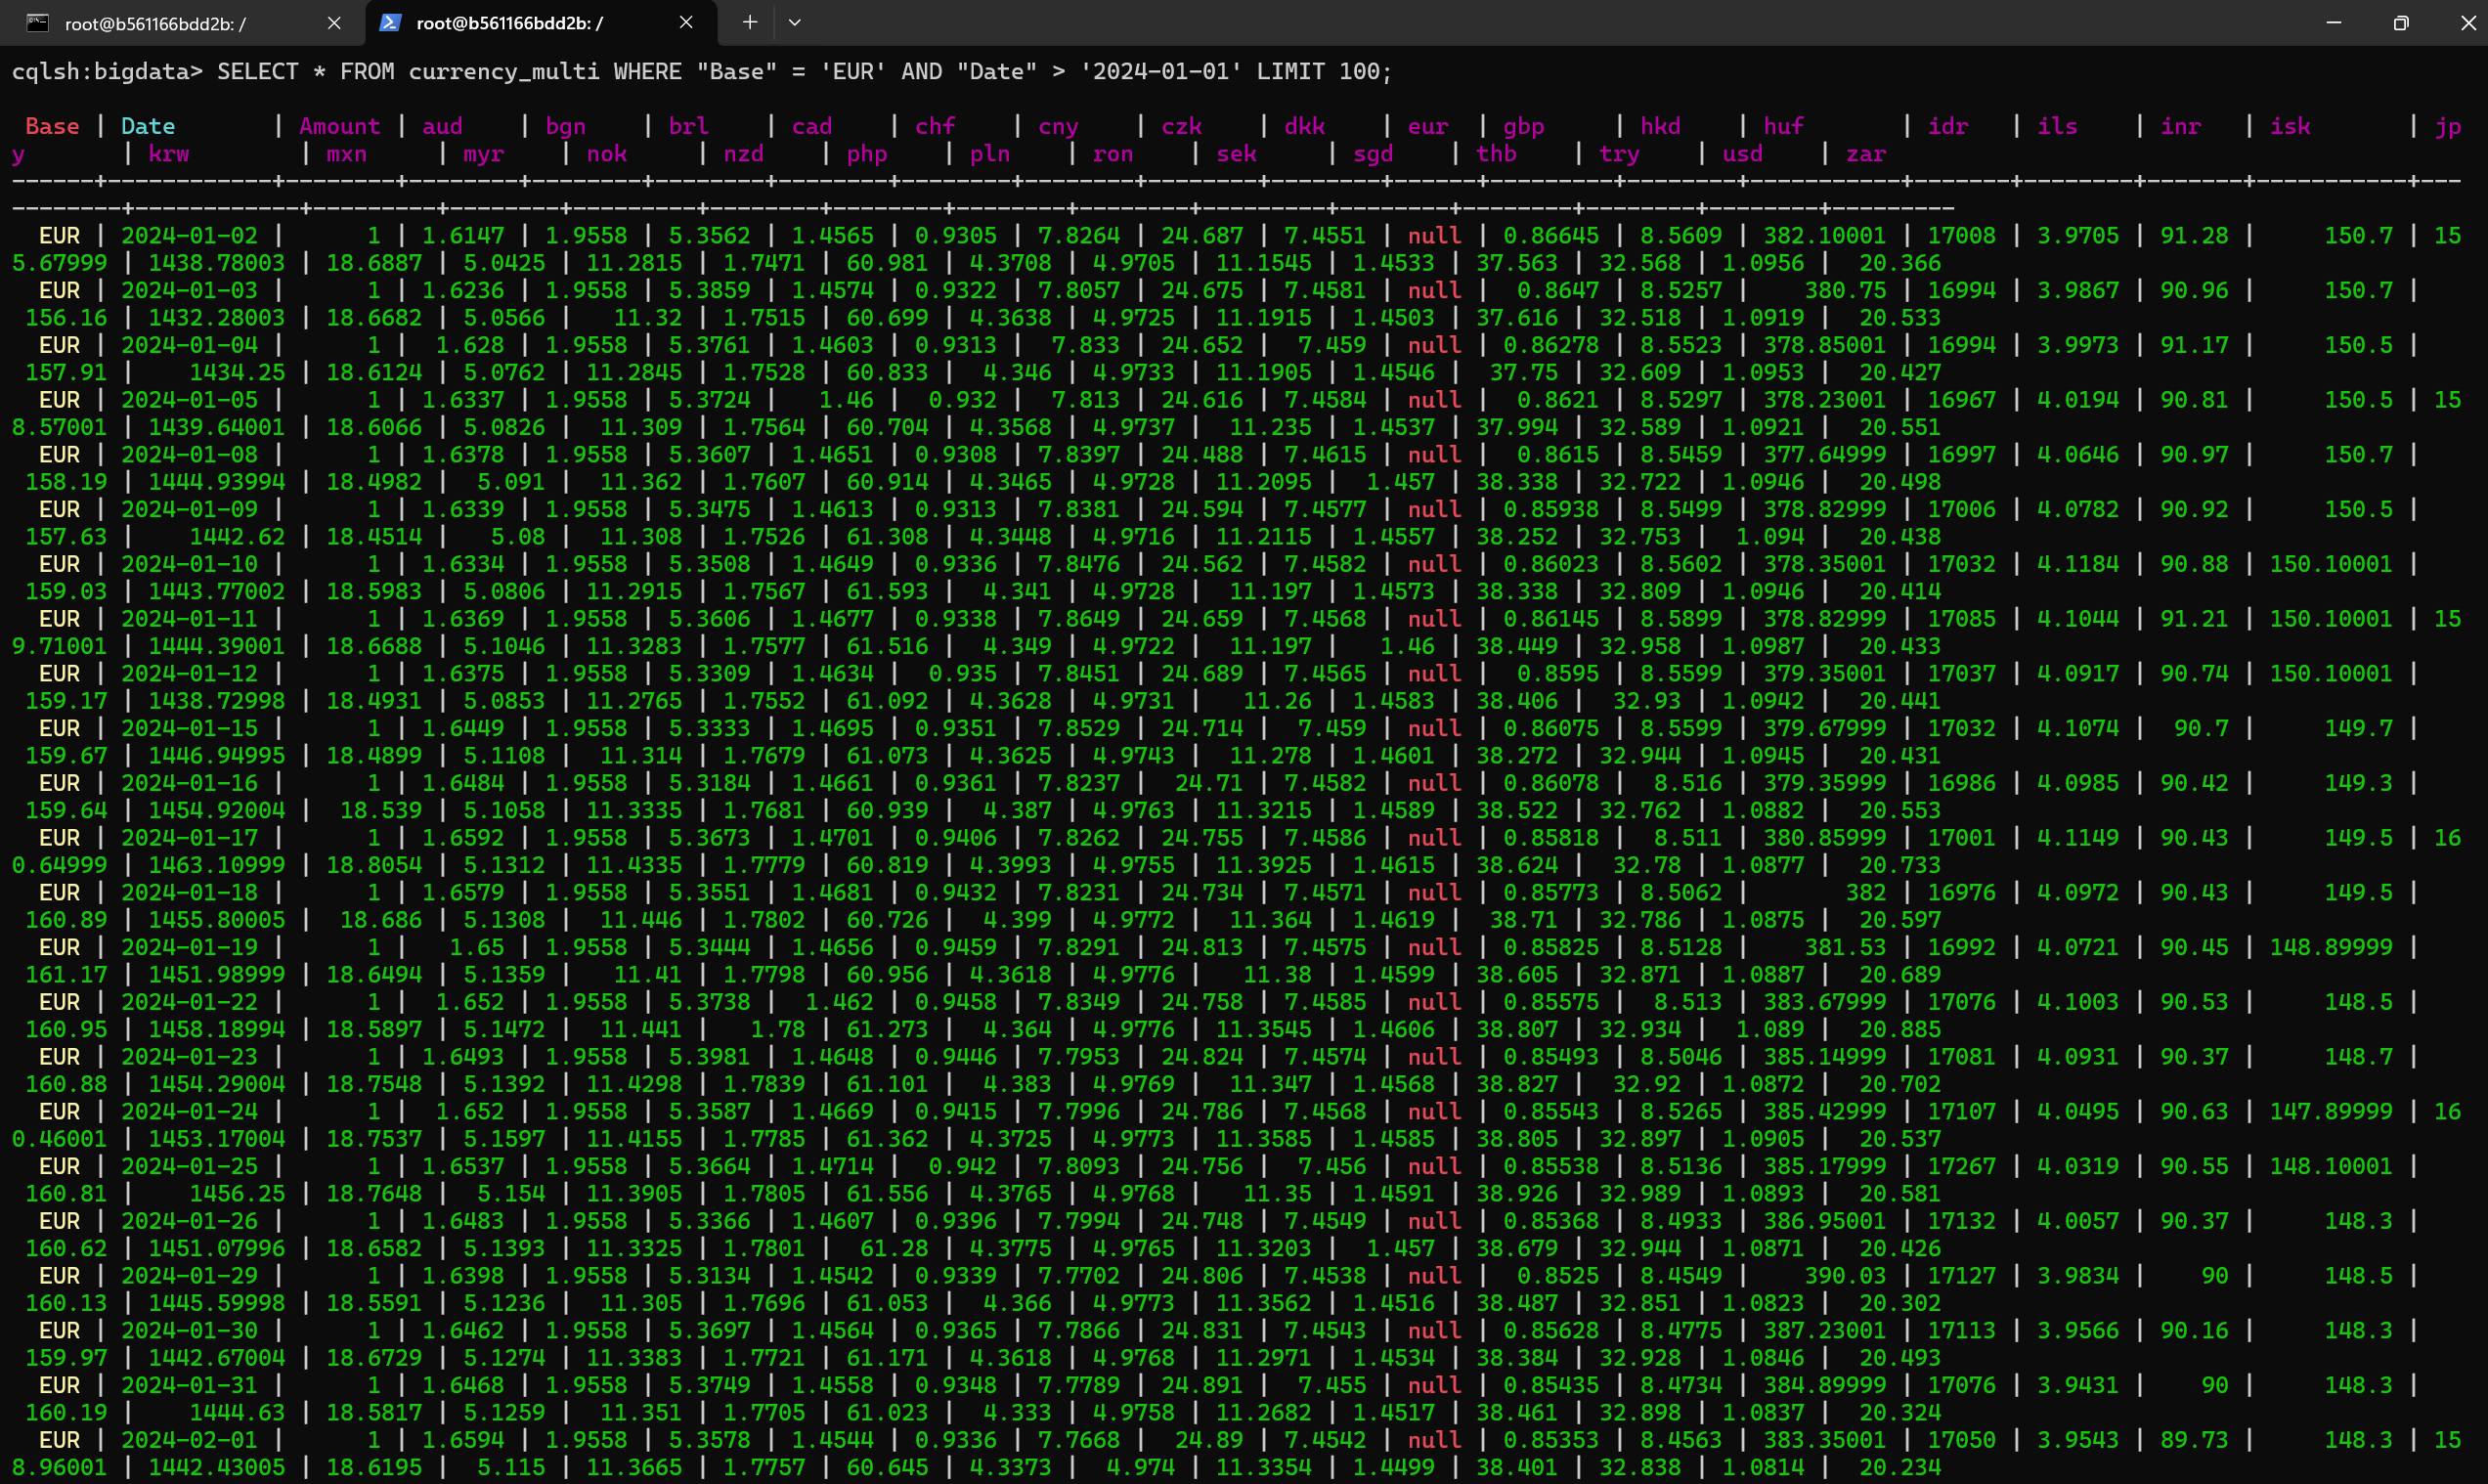 root@b561166bdd2b: /
root@b561166bdd2b: /
cqlsh:bigdata> SELECT * FROM currency_multi WHERE "Base" = 'EUR' AND "Date" > '2024-01-01' LIMIT 100;
 Base | Date       | Amount | aud    | bgn    | brl    | cad    | chf    | cny    | czk    | dkk    | eur  | gbp     | hkd    | huf       | idr   | ils    | inr   | isk       | jp
y       | krw        | mxn     | myr    | nok     | nzd    | php    | pln    | ron    | sek     | sgd    | thb    | try    | usd    | zar
------+------------+--------+--------+--------+--------+--------+--------+--------+--------+--------+------+---------+--------+-----------+-------+--------+-------+-----------+---
--------+------------+---------+--------+---------+--------+--------+--------+--------+---------+--------+--------+--------+--------+---------
  EUR | 2024-01-02 |      1 | 1.6147 | 1.9558 | 5.3562 | 1.4565 | 0.9305 | 7.8264 | 24.687 | 7.4551 | null | 0.86645 | 8.5609 | 382.10001 | 17008 | 3.9705 | 91.28 |     150.7 | 15
5.67999 | 1438.78003 | 18.6887 | 5.0425 | 11.2815 | 1.7471 | 60.981 | 4.3708 | 4.9705 | 11.1545 | 1.4533 | 37.563 | 32.568 | 1.0956 |  20.366
  EUR | 2024-01-03 |      1 | 1.6236 | 1.9558 | 5.3859 | 1.4574 | 0.9322 | 7.8057 | 24.675 | 7.4581 | null |  0.8647 | 8.5257 |    380.75 | 16994 | 3.9867 | 90.96 |     150.7 |
 156.16 | 1432.28003 | 18.6682 | 5.0566 |   11.32 | 1.7515 | 60.699 | 4.3638 | 4.9725 | 11.1915 | 1.4503 | 37.616 | 32.518 | 1.0919 |  20.533
  EUR | 2024-01-04 |      1 |  1.628 | 1.9558 | 5.3761 | 1.4603 | 0.9313 |  7.833 | 24.652 |  7.459 | null | 0.86278 | 8.5523 | 378.85001 | 16994 | 3.9973 | 91.17 |     150.5 |
 157.91 |    1434.25 | 18.6124 | 5.0762 | 11.2845 | 1.7528 | 60.833 |  4.346 | 4.9733 | 11.1905 | 1.4546 |  37.75 | 32.609 | 1.0953 |  20.427
  EUR | 2024-01-05 |      1 | 1.6337 | 1.9558 | 5.3724 |   1.46 |  0.932 |  7.813 | 24.616 | 7.4584 | null |  0.8621 | 8.5297 | 378.23001 | 16967 | 4.0194 | 90.81 |     150.5 | 15
8.57001 | 1439.64001 | 18.6066 | 5.0826 |  11.309 | 1.7564 | 60.704 | 4.3568 | 4.9737 |  11.235 | 1.4537 | 37.994 | 32.589 | 1.0921 |  20.551
  EUR | 2024-01-08 |      1 | 1.6378 | 1.9558 | 5.3607 | 1.4651 | 0.9308 | 7.8397 | 24.488 | 7.4615 | null |  0.8615 | 8.5459 | 377.64999 | 16997 | 4.0646 | 90.97 |     150.7 |
 158.19 | 1444.93994 | 18.4982 |  5.091 |  11.362 | 1.7607 | 60.914 | 4.3465 | 4.9728 | 11.2095 |  1.457 | 38.338 | 32.722 | 1.0946 |  20.498
  EUR | 2024-01-09 |      1 | 1.6339 | 1.9558 | 5.3475 | 1.4613 | 0.9313 | 7.8381 | 24.594 | 7.4577 | null | 0.85938 | 8.5499 | 378.82999 | 17006 | 4.0782 | 90.92 |     150.5 |
 157.63 |    1442.62 | 18.4514 |   5.08 |  11.308 | 1.7526 | 61.308 | 4.3448 | 4.9716 | 11.2115 | 1.4557 | 38.252 | 32.753 |  1.094 |  20.438
  EUR | 2024-01-10 |      1 | 1.6334 | 1.9558 | 5.3508 | 1.4649 | 0.9336 | 7.8476 | 24.562 | 7.4582 | null | 0.86023 | 8.5602 | 378.35001 | 17032 | 4.1184 | 90.88 | 150.10001 |
 159.03 | 1443.77002 | 18.5983 | 5.0806 | 11.2915 | 1.7567 | 61.593 |  4.341 | 4.9728 |  11.197 | 1.4573 | 38.338 | 32.809 | 1.0946 |  20.414
  EUR | 2024-01-11 |      1 | 1.6369 | 1.9558 | 5.3606 | 1.4677 | 0.9338 | 7.8649 | 24.659 | 7.4568 | null | 0.86145 | 8.5899 | 378.82999 | 17085 | 4.1044 | 91.21 | 150.10001 | 15
9.71001 | 1444.39001 | 18.6688 | 5.1046 | 11.3283 | 1.7577 | 61.516 |  4.349 | 4.9722 |  11.197 |   1.46 | 38.449 | 32.958 | 1.0987 |  20.433
  EUR | 2024-01-12 |      1 | 1.6375 | 1.9558 | 5.3309 | 1.4634 |  0.935 | 7.8451 | 24.689 | 7.4565 | null |  0.8595 | 8.5599 | 379.35001 | 17037 | 4.0917 | 90.74 | 150.10001 |
 159.17 | 1438.72998 | 18.4931 | 5.0853 | 11.2765 | 1.7552 | 61.092 | 4.3628 | 4.9731 |   11.26 | 1.4583 | 38.406 |  32.93 | 1.0942 |  20.441
  EUR | 2024-01-15 |      1 | 1.6449 | 1.9558 | 5.3333 | 1.4695 | 0.9351 | 7.8529 | 24.714 |  7.459 | null | 0.86075 | 8.5599 | 379.67999 | 17032 | 4.1074 |  90.7 |     149.7 |
 159.67 | 1446.94995 | 18.4899 | 5.1108 |  11.314 | 1.7679 | 61.073 | 4.3625 | 4.9743 |  11.278 | 1.4601 | 38.272 | 32.944 | 1.0945 |  20.431
  EUR | 2024-01-16 |      1 | 1.6484 | 1.9558 | 5.3184 | 1.4661 | 0.9361 | 7.8237 |  24.71 | 7.4582 | null | 0.86078 |  8.516 | 379.35999 | 16986 | 4.0985 | 90.42 |     149.3 |
 159.64 | 1454.92004 |  18.539 | 5.1058 | 11.3335 | 1.7681 | 60.939 |  4.387 | 4.9763 | 11.3215 | 1.4589 | 38.522 | 32.762 | 1.0882 |  20.553
  EUR | 2024-01-17 |      1 | 1.6592 | 1.9558 | 5.3673 | 1.4701 | 0.9406 | 7.8262 | 24.755 | 7.4586 | null | 0.85818 |  8.511 | 380.85999 | 17001 | 4.1149 | 90.43 |     149.5 | 16
0.64999 | 1463.10999 | 18.8054 | 5.1312 | 11.4335 | 1.7779 | 60.819 | 4.3993 | 4.9755 | 11.3925 | 1.4615 | 38.624 |  32.78 | 1.0877 |  20.733
  EUR | 2024-01-18 |      1 | 1.6579 | 1.9558 | 5.3551 | 1.4681 | 0.9432 | 7.8231 | 24.734 | 7.4571 | null | 0.85773 | 8.5062 |       382 | 16976 | 4.0972 | 90.43 |     149.5 |
 160.89 | 1455.80005 |  18.686 | 5.1308 |  11.446 | 1.7802 | 60.726 |  4.399 | 4.9772 |  11.364 | 1.4619 |  38.71 | 32.786 | 1.0875 |  20.597
  EUR | 2024-01-19 |      1 |   1.65 | 1.9558 | 5.3444 | 1.4656 | 0.9459 | 7.8291 | 24.813 | 7.4575 | null | 0.85825 | 8.5128 |    381.53 | 16992 | 4.0721 | 90.45 | 148.89999 |
 161.17 | 1451.98999 | 18.6494 | 5.1359 |   11.41 | 1.7798 | 60.956 | 4.3618 | 4.9776 |   11.38 | 1.4599 | 38.605 | 32.871 | 1.0887 |  20.689
  EUR | 2024-01-22 |      1 |  1.652 | 1.9558 | 5.3738 |  1.462 | 0.9458 | 7.8349 | 24.758 | 7.4585 | null | 0.85575 |  8.513 | 383.67999 | 17076 | 4.1003 | 90.53 |     148.5 |
 160.95 | 1458.18994 | 18.5897 | 5.1472 |  11.441 |   1.78 | 61.273 |  4.364 | 4.9776 | 11.3545 | 1.4606 | 38.807 | 32.934 |  1.089 |  20.885
  EUR | 2024-01-23 |      1 | 1.6493 | 1.9558 | 5.3981 | 1.4648 | 0.9446 | 7.7953 | 24.824 | 7.4574 | null | 0.85493 | 8.5046 | 385.14999 | 17081 | 4.0931 | 90.37 |     148.7 |
 160.88 | 1454.29004 | 18.7548 | 5.1392 | 11.4298 | 1.7839 | 61.101 |  4.383 | 4.9769 |  11.347 | 1.4568 | 38.827 |  32.92 | 1.0872 |  20.702
  EUR | 2024-01-24 |      1 |  1.652 | 1.9558 | 5.3587 | 1.4669 | 0.9415 | 7.7996 | 24.786 | 7.4568 | null | 0.85543 | 8.5265 | 385.42999 | 17107 | 4.0495 | 90.63 | 147.89999 | 16
0.46001 | 1453.17004 | 18.7537 | 5.1597 | 11.4155 | 1.7785 | 61.362 | 4.3725 | 4.9773 | 11.3585 | 1.4585 | 38.805 | 32.897 | 1.0905 |  20.537
  EUR | 2024-01-25 |      1 | 1.6537 | 1.9558 | 5.3664 | 1.4714 |  0.942 | 7.8093 | 24.756 |  7.456 | null | 0.85538 | 8.5136 | 385.17999 | 17267 | 4.0319 | 90.55 | 148.10001 |
 160.81 |    1456.25 | 18.7648 |  5.154 | 11.3905 | 1.7805 | 61.556 | 4.3765 | 4.9768 |   11.35 | 1.4591 | 38.926 | 32.989 | 1.0893 |  20.581
  EUR | 2024-01-26 |      1 | 1.6483 | 1.9558 | 5.3366 | 1.4607 | 0.9396 | 7.7994 | 24.748 | 7.4549 | null | 0.85368 | 8.4933 | 386.95001 | 17132 | 4.0057 | 90.37 |     148.3 |
 160.62 | 1451.07996 | 18.6582 | 5.1393 | 11.3325 | 1.7801 |  61.28 | 4.3775 | 4.9765 | 11.3203 |  1.457 | 38.679 | 32.944 | 1.0871 |  20.426
  EUR | 2024-01-29 |      1 | 1.6398 | 1.9558 | 5.3134 | 1.4542 | 0.9339 | 7.7702 | 24.806 | 7.4538 | null |  0.8525 | 8.4549 |    390.03 | 17127 | 3.9834 |    90 |     148.5 |
 160.13 | 1445.59998 | 18.5591 | 5.1236 |  11.305 | 1.7696 | 61.053 |  4.366 | 4.9773 | 11.3562 | 1.4516 | 38.487 | 32.851 | 1.0823 |  20.302
  EUR | 2024-01-30 |      1 | 1.6462 | 1.9558 | 5.3697 | 1.4564 | 0.9365 | 7.7866 | 24.831 | 7.4543 | null | 0.85628 | 8.4775 | 387.23001 | 17113 | 3.9566 | 90.16 |     148.3 |
 159.97 | 1442.67004 | 18.6729 | 5.1274 | 11.3383 | 1.7721 | 61.171 | 4.3618 | 4.9768 | 11.2971 | 1.4534 | 38.384 | 32.928 | 1.0846 |  20.493
  EUR | 2024-01-31 |      1 | 1.6468 | 1.9558 | 5.3749 | 1.4558 | 0.9348 | 7.7789 | 24.891 |  7.455 | null | 0.85435 | 8.4734 | 384.89999 | 17076 | 3.9431 |    90 |     148.3 |
 160.19 |    1444.63 | 18.5817 | 5.1259 |  11.351 | 1.7705 | 61.023 |  4.333 | 4.9758 | 11.2682 | 1.4517 | 38.461 | 32.898 | 1.0837 |  20.324
  EUR | 2024-02-01 |      1 | 1.6594 | 1.9558 | 5.3578 | 1.4544 | 0.9336 | 7.7668 |  24.89 | 7.4542 | null | 0.85353 | 8.4563 | 383.35001 | 17050 | 3.9543 | 89.73 |     148.3 | 15
8.96001 | 1442.43005 | 18.6195 |  5.115 | 11.3665 | 1.7757 | 60.645 | 4.3373 |  4.974 | 11.3354 | 1.4499 | 38.401 | 32.838 | 1.0814 |  20.234